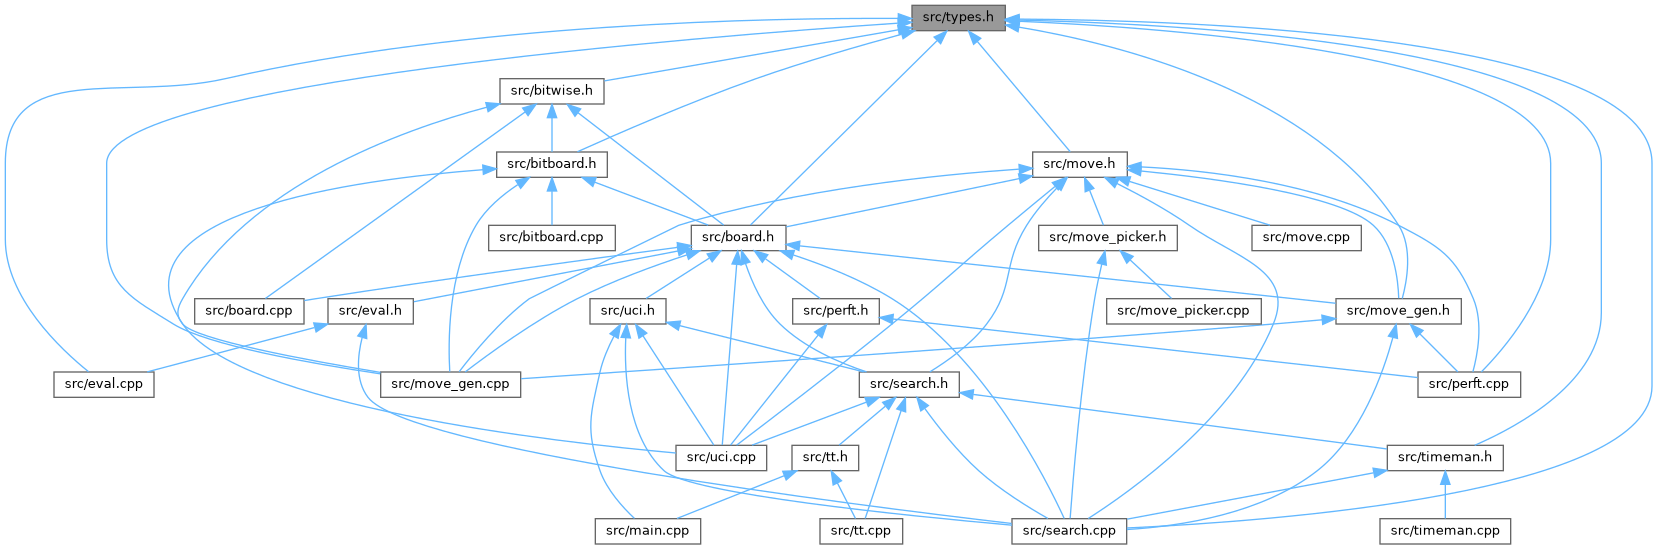 src/types.h
src/bitwise.h
src/bitboard.h
src/move.h
src/bitboard.cpp
src/board.h
src/move_picker.h
src/move.cpp
src/board.cpp
src/eval.h
src/uci.h
src/perft.h
src/move_picker.cpp
src/move_gen.h
src/eval.cpp
src/move_gen.cpp
src/search.h
src/perft.cpp
src/uci.cpp
src/tt.h
src/timeman.h
src/main.cpp
src/tt.cpp
src/search.cpp
src/timeman.cpp